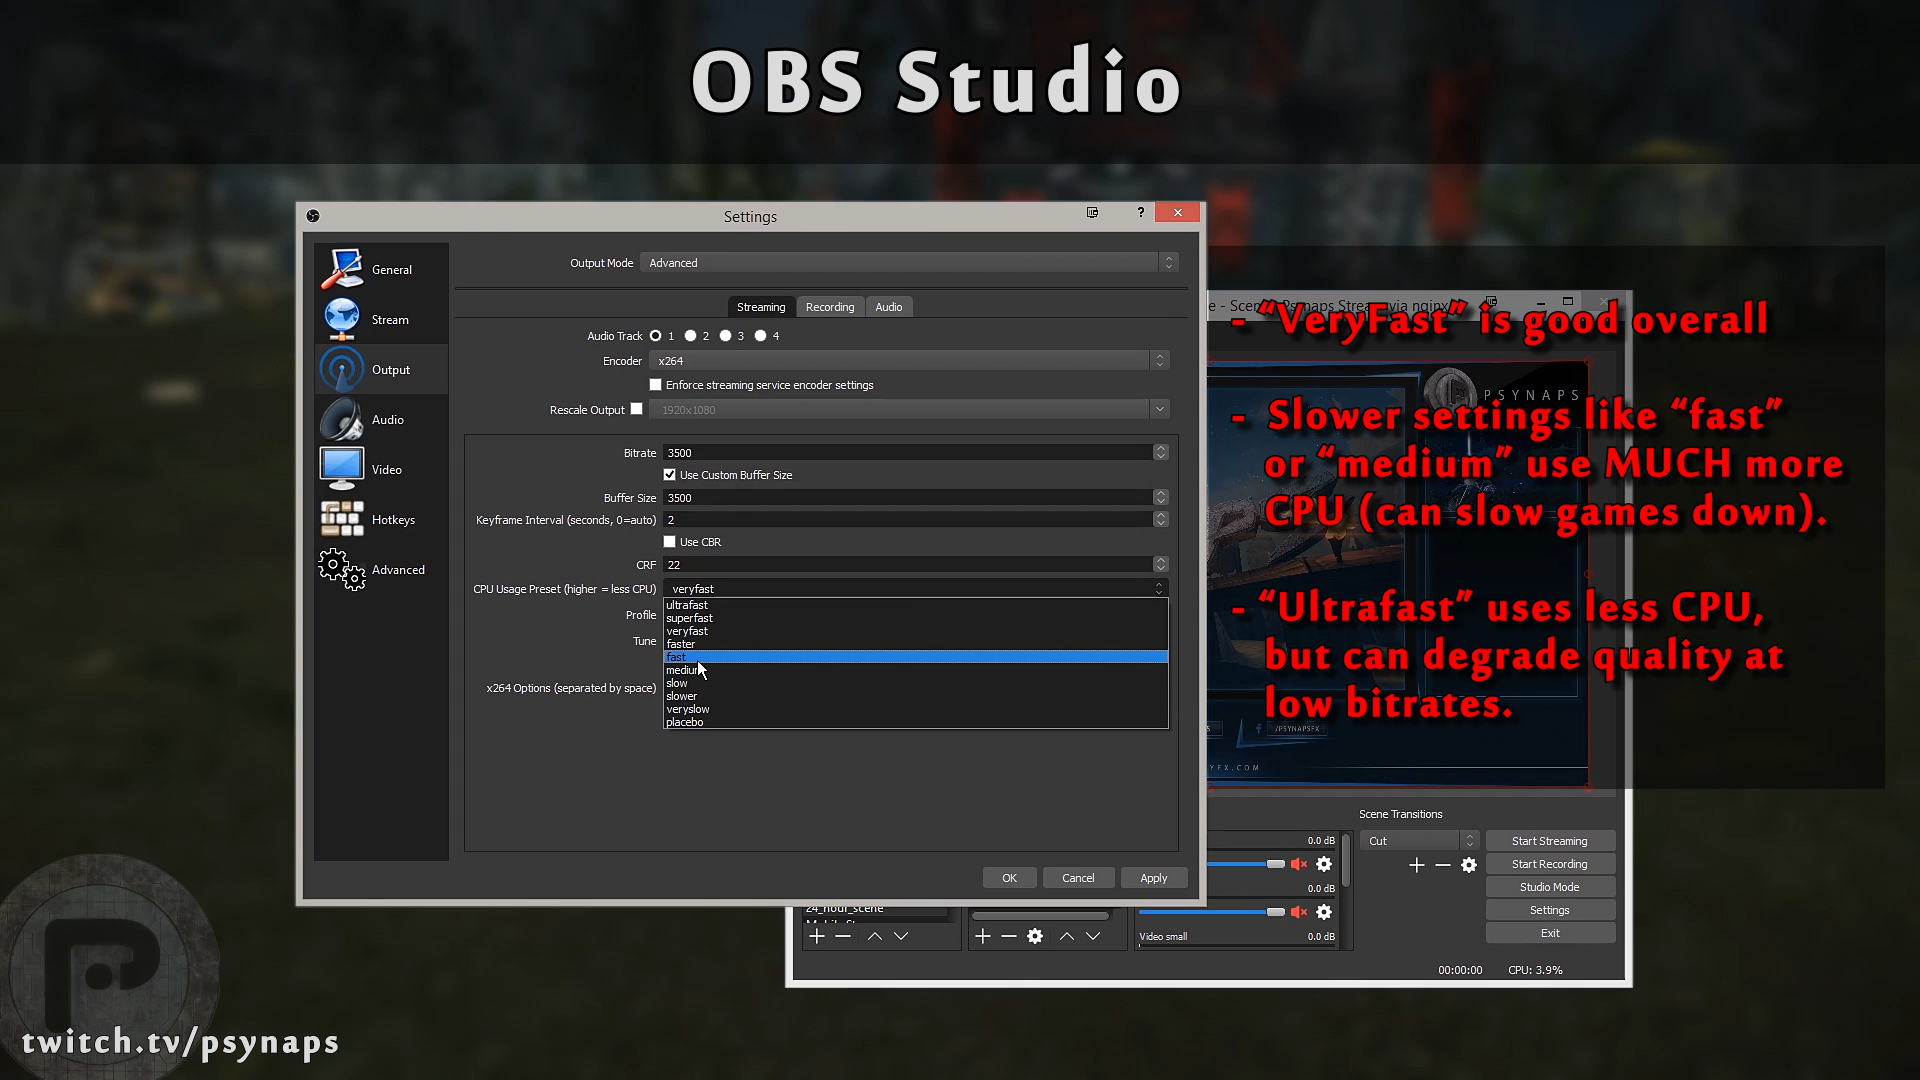 OBS Studio
Settings
General
Stream
Output
Audio
Video
Hotkeys
Advanced
Output Mode Advanced
Streaming Recording Audio
Audio Track 1 2 3 4
Encoder x264
Enforce streaming service encoder settings
Rescale Output 1920x1080
Bitrate 3500
Use Custom Buffer Size
Buffer Size 3500
Keyframe Interval (seconds, 0=auto) 2
Use CBR
CRF 22
CPU Usage Preset (higher = less CPU) veryfast
Profile
Tune
x264 Options (separated by space)
ultrafast
superfast
veryfast
faster
fast
medium
slow
slower
veryslow
placebo
OK Cancel Apply
- "VeryFast" is good overall
- Slower settings like "fast"
or "medium" use MUCH more
CPU (can slow games down).
- "Ultrafast" uses less CPU,
but can degrade quality at
low bitrates.
PSYNAPS
/PSYNAPSFX
YFX.COM
Scene Transitions
Cut
0.0 dB
0.0 dB
Video small 0.0 dB
24_hour_scene
Start Streaming
Start Recording
Studio Mode
Settings
Exit
00:00:00 CPU: 3.9%
twitch.tv/psynaps